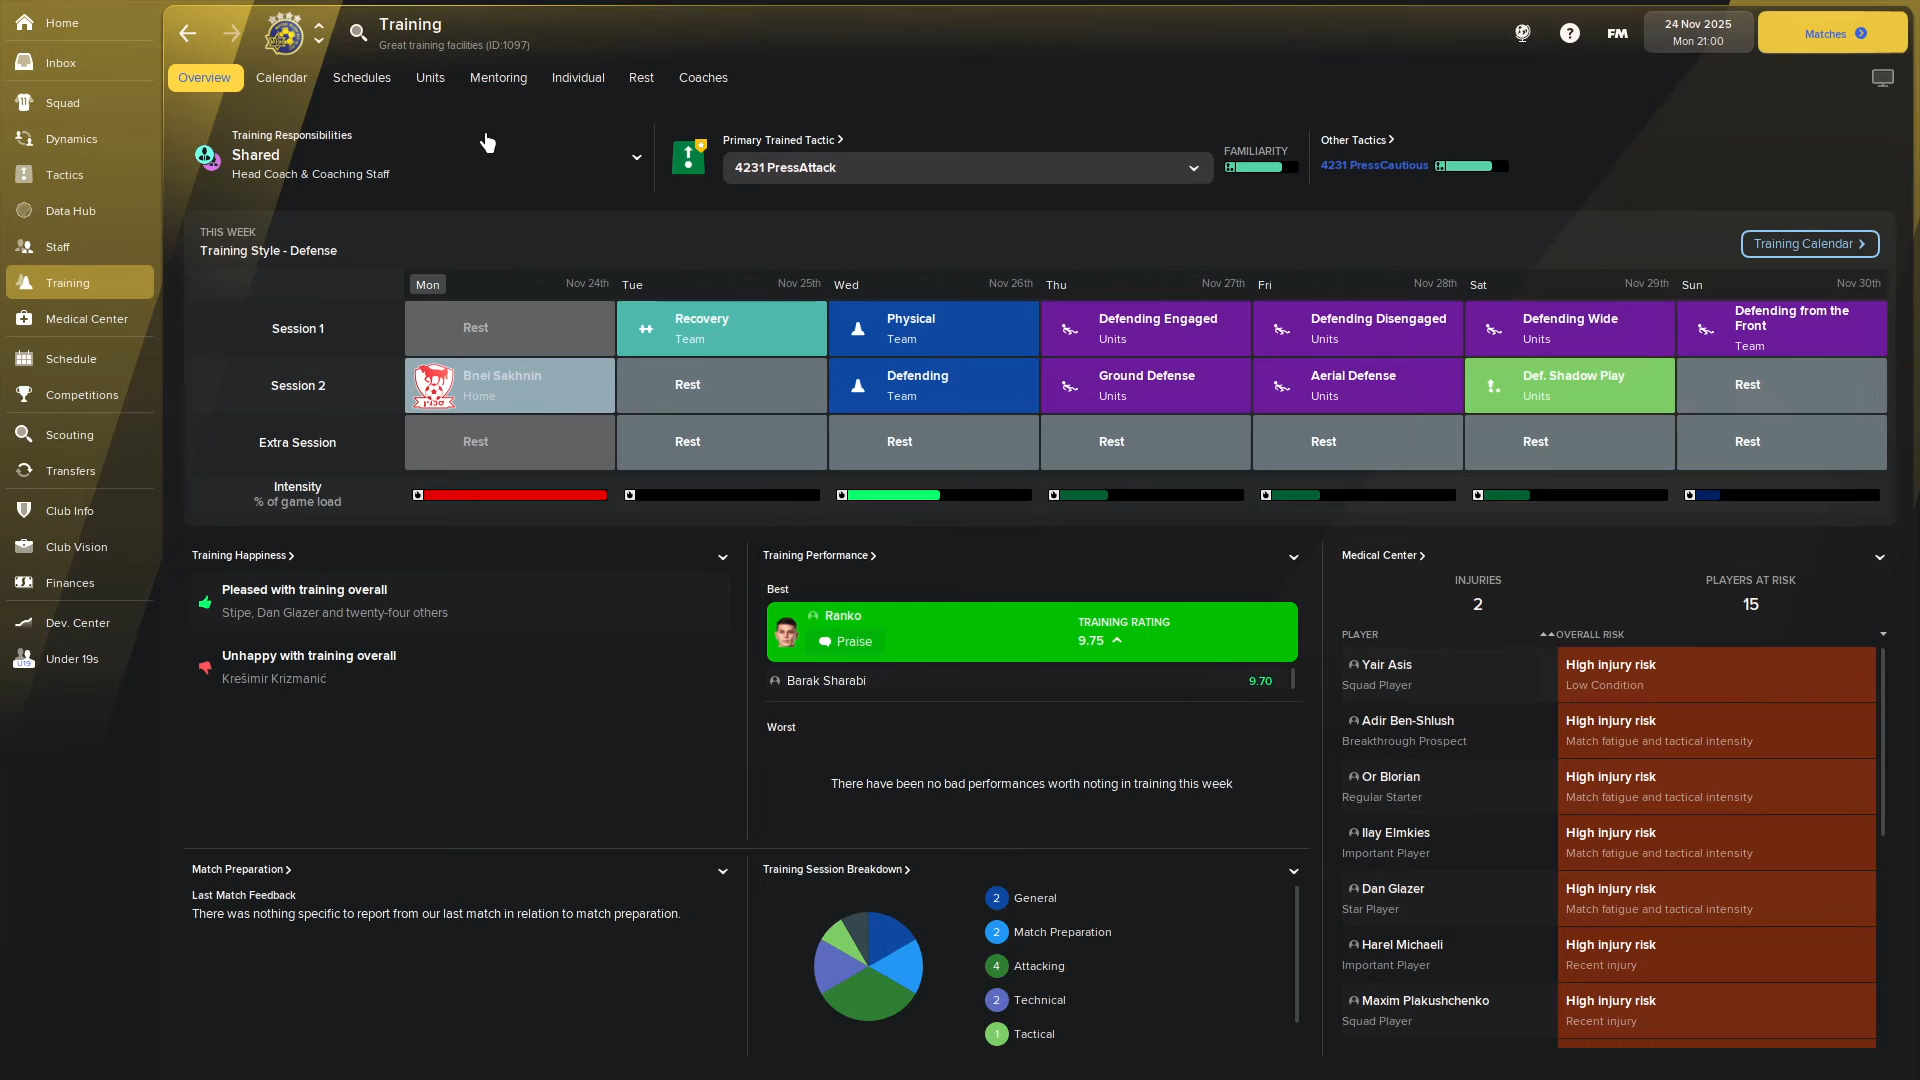 Home
Inbox
Squad
Dynamics
Tactics
Data Hub
Staff
Training
Medical Center
Schedule
Competitions
Scouting
Transfers
Club Info
Club Vision
Finances
Dev. Center
U19
Under 19s
Training
Great training facilities (ID:1097)
FM
24 Nov 2025
Mon 21:00
Matches
Overview
Calendar
Schedules
Units
Mentoring
Individual
Rest
Coaches
Training Responsibilities
Shared
Head Coach & Coaching Staff
Primary Trained Tactic
4231 PressAttack
FAMILIARITY
Other Tactics
4231 PressCautious
THIS WEEK
Training Style - Defense
Training Calendar
Mon Nov 24th
Tue Nov 25th
Wed Nov 26th
Thu Nov 27th
Fri Nov 28th
Sat Nov 29th
Sun Nov 30th
Session 1
Rest
Recovery
Team
Physical
Team
Defending Engaged
Units
Defending Disengaged
Units
Defending Wide
Units
Defending from the
Front
Team
Session 2
Bnei Sakhnin
Home
Rest
Defending
Team
Ground Defense
Units
Aerial Defense
Units
Def. Shadow Play
Units
Rest
Extra Session
Rest
Rest
Rest
Rest
Rest
Rest
Rest
Intensity
% of game load
Training Happiness
Pleased with training overall
Stipe, Dan Glazer and twenty-four others
Unhappy with training overall
Krešimir Krizmanić
Training Performance
Best
Ranko
Praise
TRAINING RATING
9.75
Barak Sharabi 9.70
Worst
There have been no bad performances worth noting in training this week
Medical Center
INJURIES
2
PLAYERS AT RISK
15
PLAYER OVERALL RISK
Yair Asis
Squad Player
High injury risk
Low Condition
Adir Ben-Shlush
Breakthrough Prospect
High injury risk
Match fatigue and tactical intensity
Or Blorian
Regular Starter
High injury risk
Match fatigue and tactical intensity
Ilay Elmkies
Important Player
High injury risk
Match fatigue and tactical intensity
Dan Glazer
Star Player
High injury risk
Match fatigue and tactical intensity
Harel Michaeli
Important Player
High injury risk
Recent injury
Maxim Plakushchenko
Squad Player
High injury risk
Recent injury
Match Preparation
Last Match Feedback
There was nothing specific to report from our last match in relation to match preparation.
Training Session Breakdown
2 General
2 Match Preparation
4 Attacking
2 Technical
1 Tactical